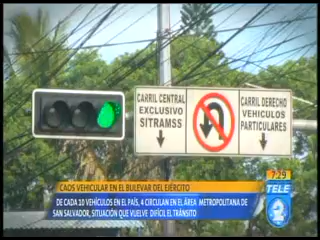 CARRIL CENTRAL
EXCLUSIVO
SITRAMSS
CARRIL DERECHO
VEHICULOS
PARTICULARES
7:29
TELE
CAOS VEHICULAR EN EL BULEVAR DEL EJÉRCITO
DE CADA 10 VEHÍCULOS EN EL PAÍS, 4 CIRCULAN EN EL ÁREA METROPOLITANA DE
SAN SALVADOR, SITUACIÓN QUE VUELVE DIFÍCIL EL TRÁNSITO